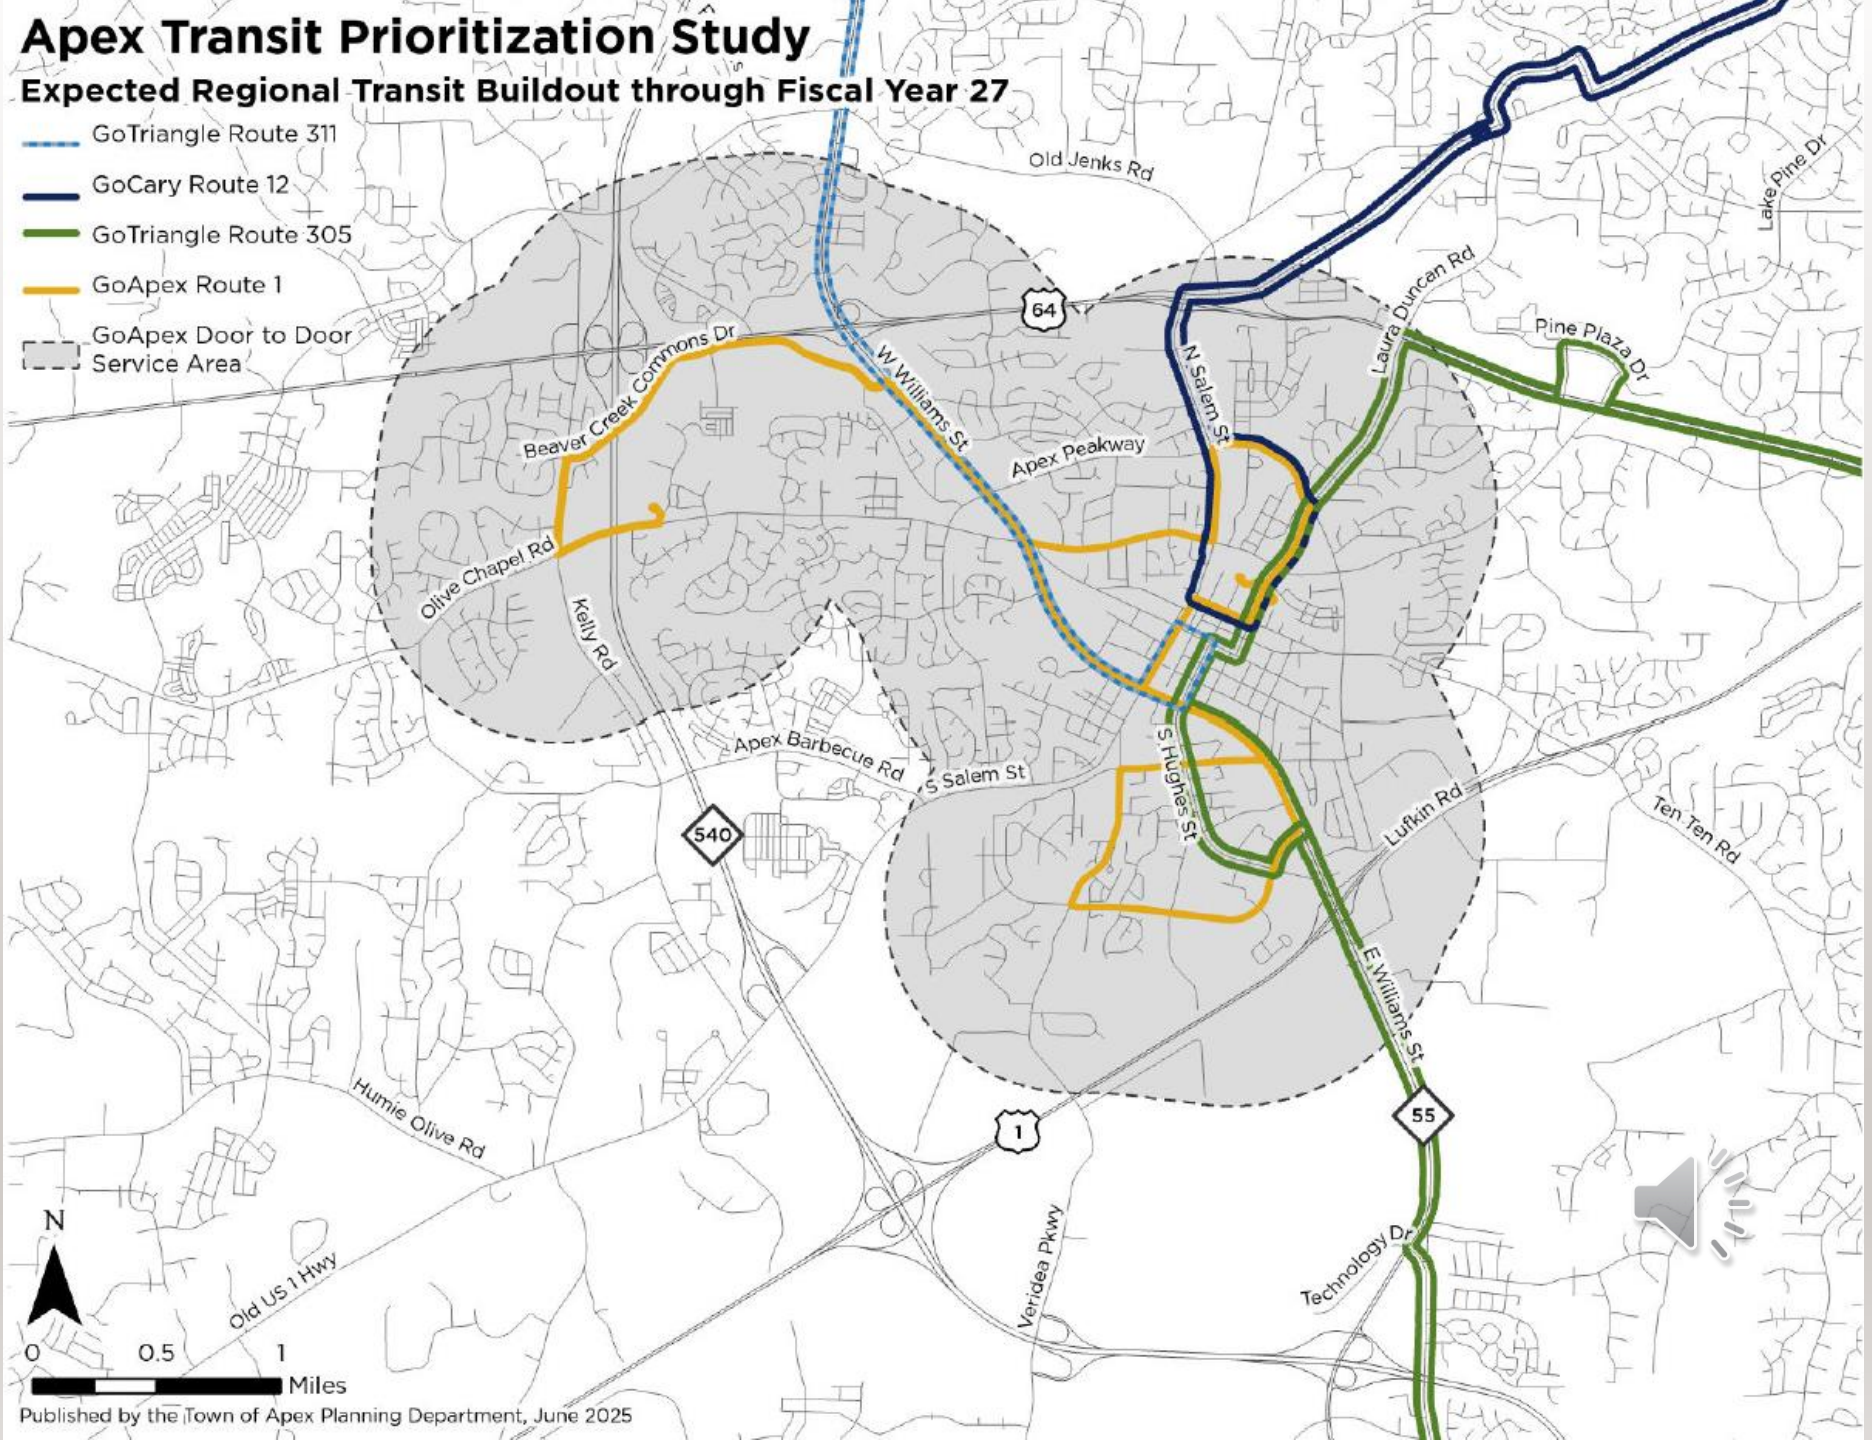 Apex Transit Prioritization Study
Expected Regional Transit Buildout through Fiscal Year 27
GoTriangle Route 311
GoCary Route 12
GoTriangle Route 305
GoApex Route 1
GoApex Door to Door
Service Area
Old Jenks Rd
Lake Pine Dr
Laura Duncan Rd
Pine Plaza Dr
64
Beaver Creek Commons Dr
W Williams St
N Salem St
Apex Peakway
Olive Chapel Rd
Kelly Rd
Apex Barbecue Rd
S Salem St
S Hughes St
Lufkin Rd
Ten Ten Rd
540
E Williams St
55
1
Humie Olive Rd
Old US 1 Hwy
Veridea Pkwy
Technology Dr
N
0 0.5 1
Miles
Published by the Town of Apex Planning Department, June 2025